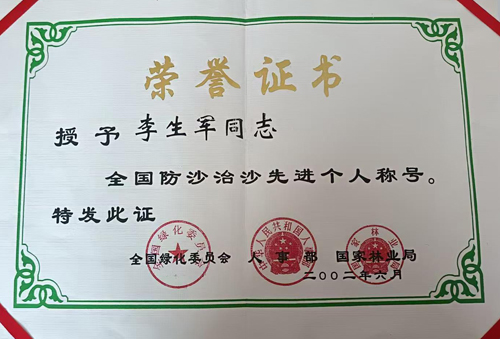 荣誉证书
授予李生军同志
全国防沙治沙先进个人称号。
特发此证
全国绿化委员会 人事部 国家林业局
二〇〇二年六月